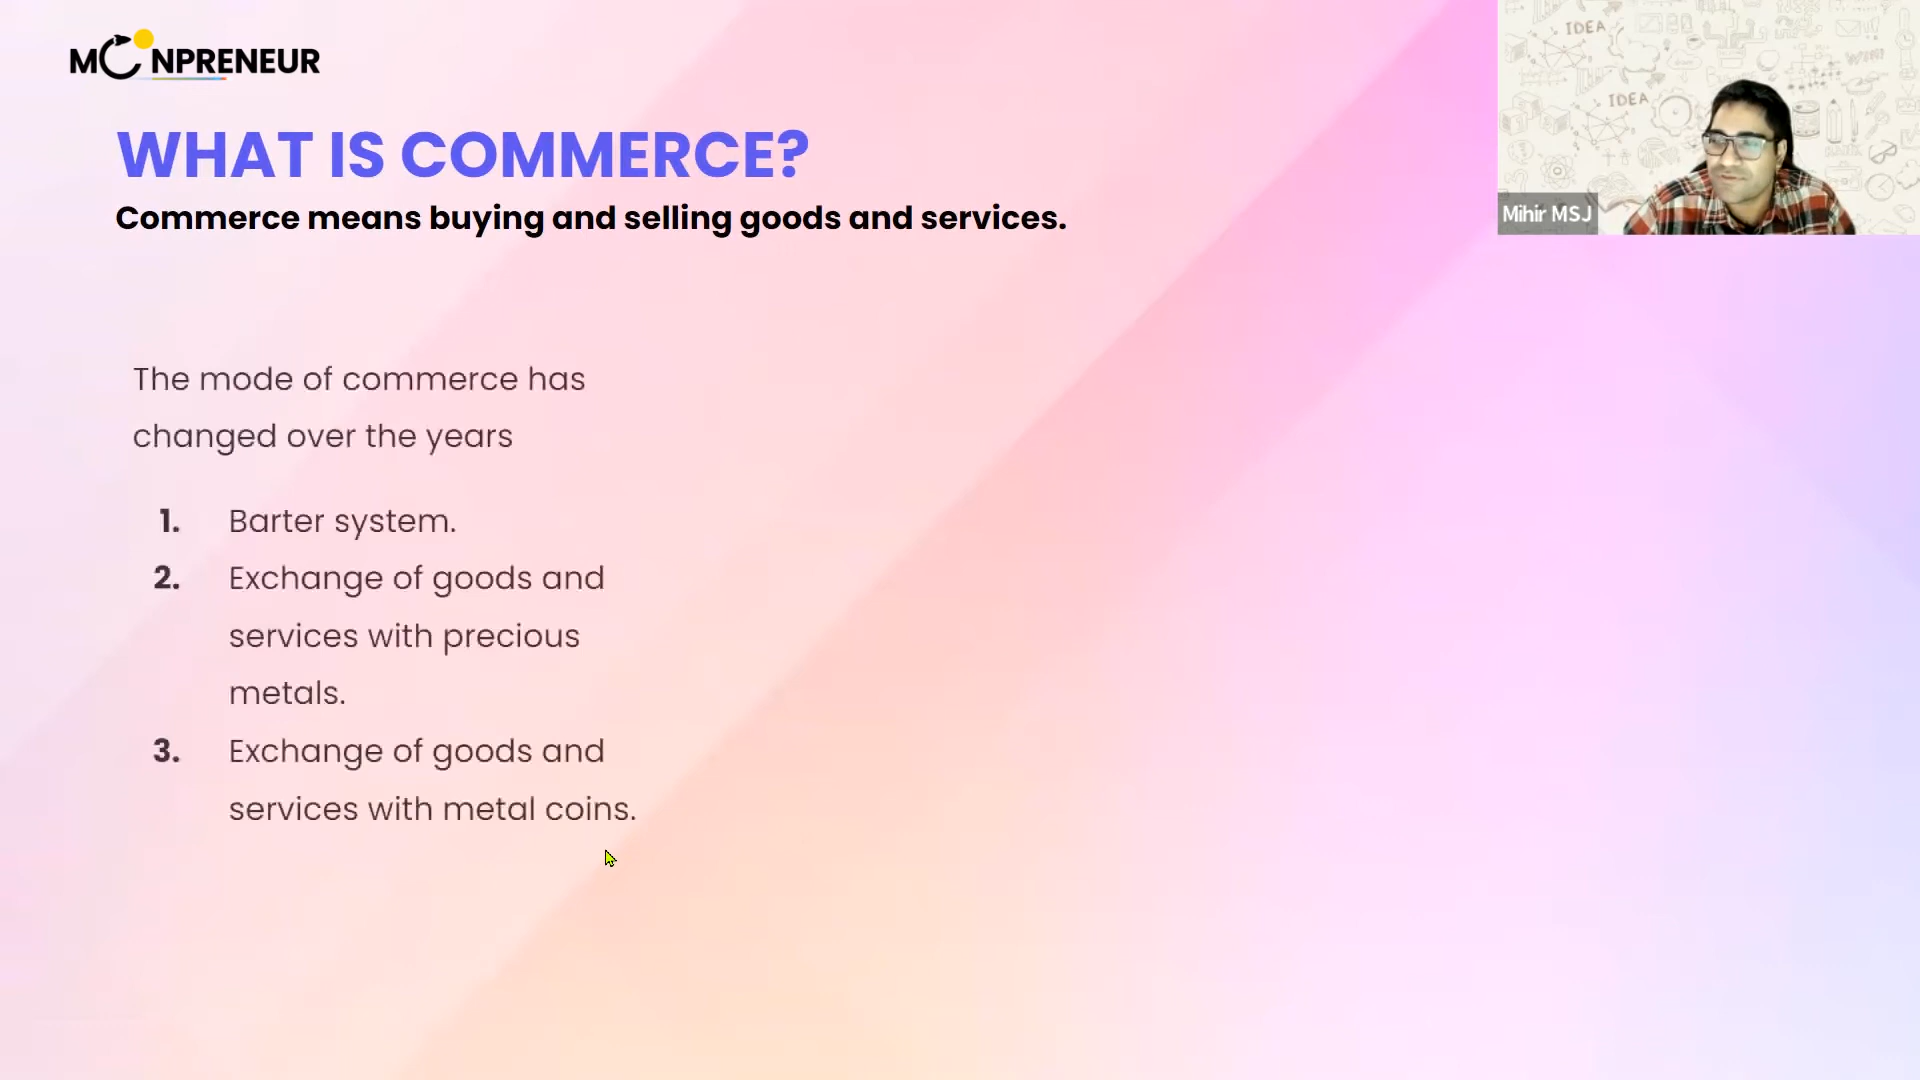 MOONPRENEUR
WHAT IS COMMERCE?
Commerce means buying and selling goods and services.
IDEA
IDEA
Mihir MSJ
The mode of commerce has
changed over the years
1. Barter system.
2. Exchange of goods and
services with precious
metals.
3. Exchange of goods and
services with metal coins.